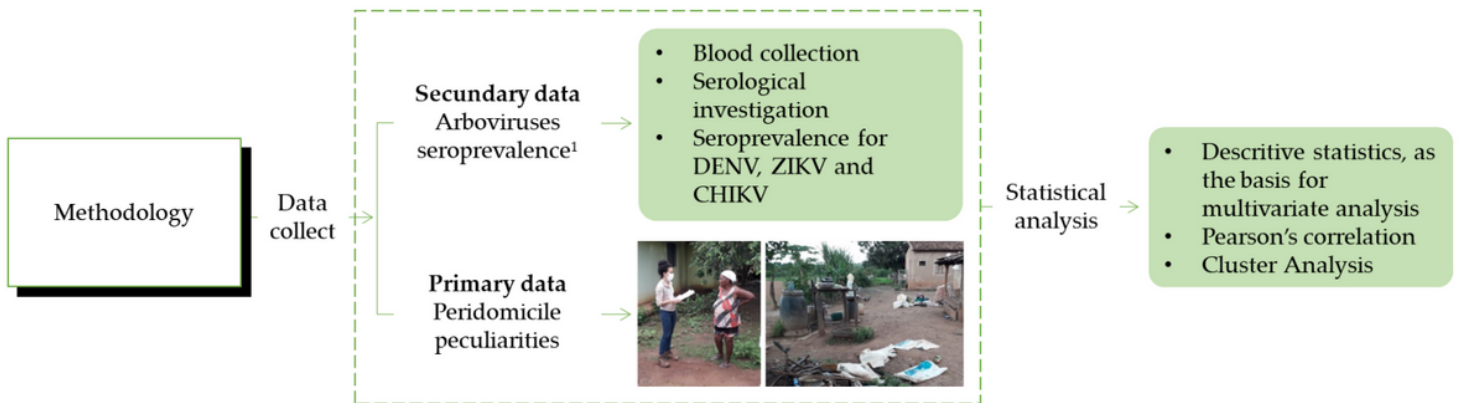 Methodology
Data
collect
Secundary data
Arboviruses
seroprevalence¹
• Blood collection
• Serological
investigation
• Seroprevalence for
DENV, ZIKV and
CHIKV
Primary data
Peridomicile
peculiarities
Statistical
analysis
• Descritive statistics, as
the basis for
multivariate analysis
• Pearson's correlation
• Cluster Analysis